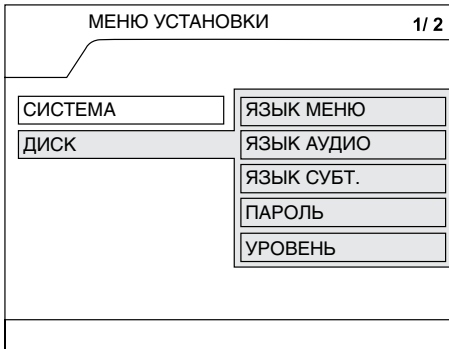 МЕНЮ УСТАНОВКИ 1/ 2
СИСТЕМА
ДИСК
ЯЗЫК МЕНЮ
ЯЗЫК АУДИО
ЯЗЫК СУБТ.
ПАРОЛЬ
УРОВЕНЬ